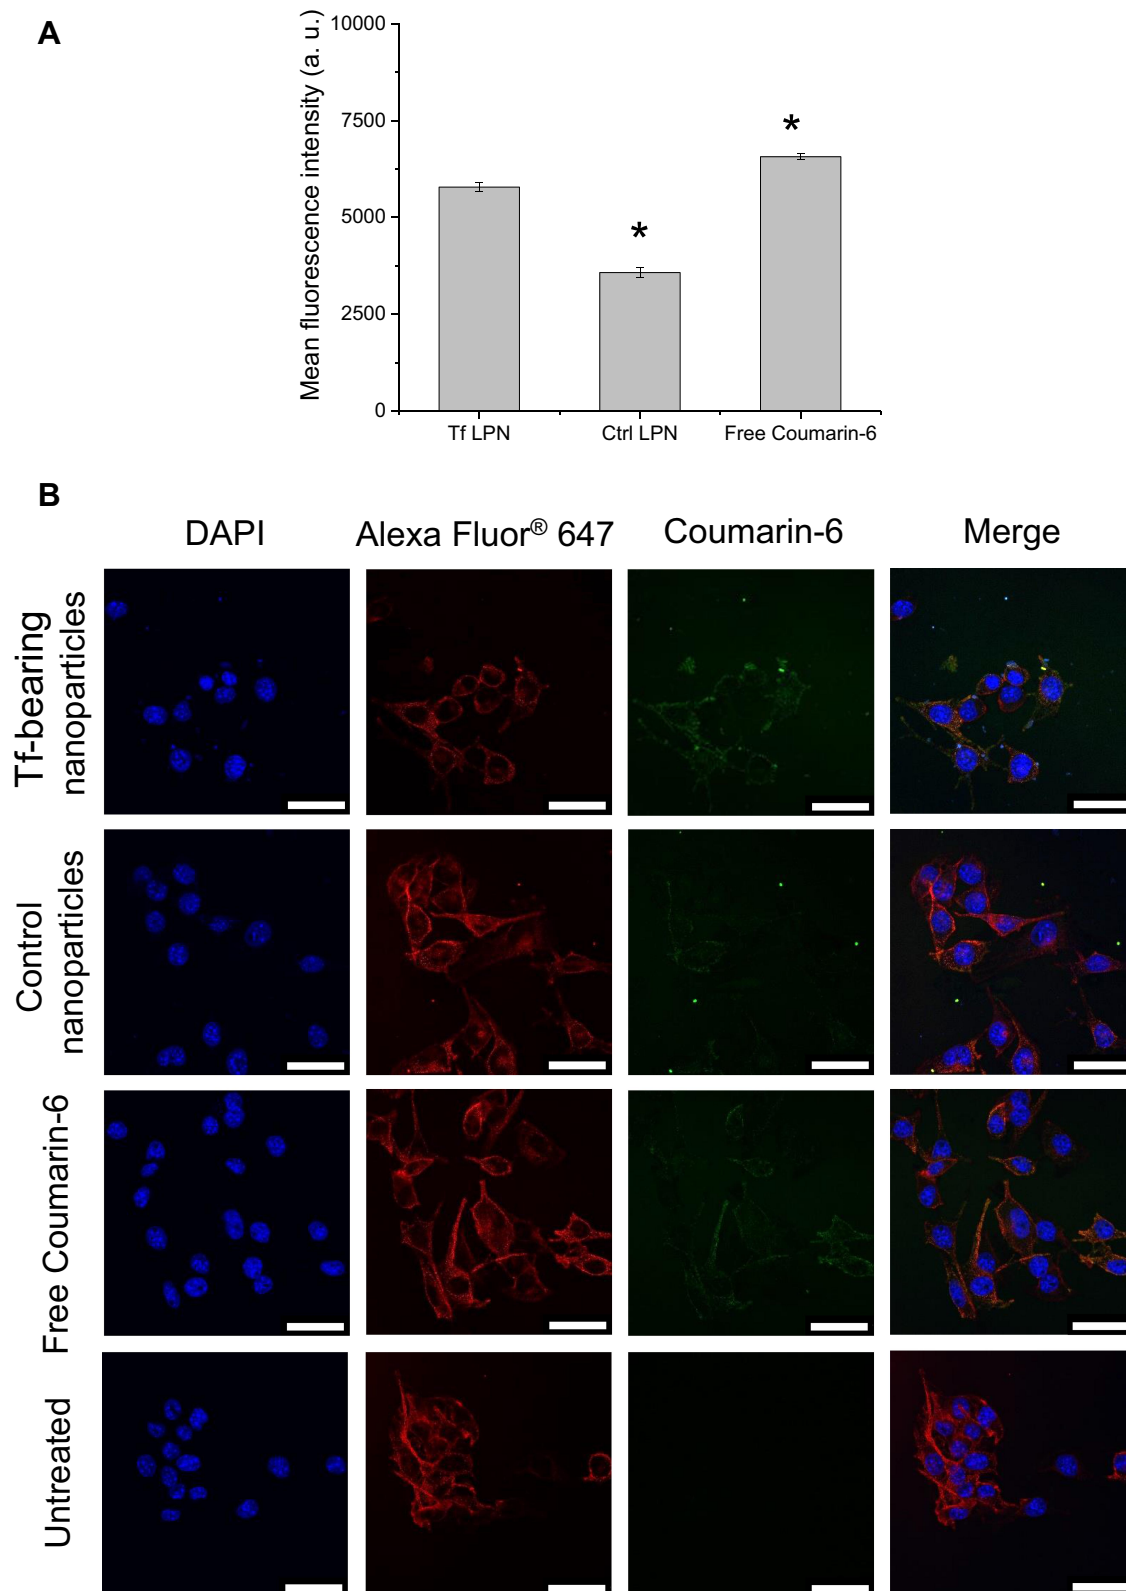 A
Mean fluorescence intensity (a. u.)
10000
7500
5000
2500
0
*
*
Tf LPN
Ctrl LPN
Free Coumarin-6
B
DAPI
Alexa Fluor® 647
Coumarin-6
Merge
Tf-bearing
nanoparticles
Control
nanoparticles
Free Coumarin-6
Untreated